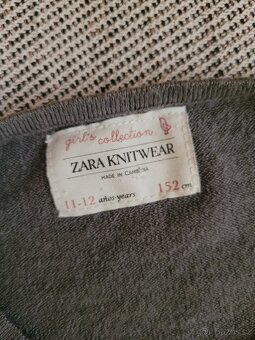 girl's collection
ZARA KNITWEAR
MADE IN CAMBODIA
11-12 años-years 152 cm